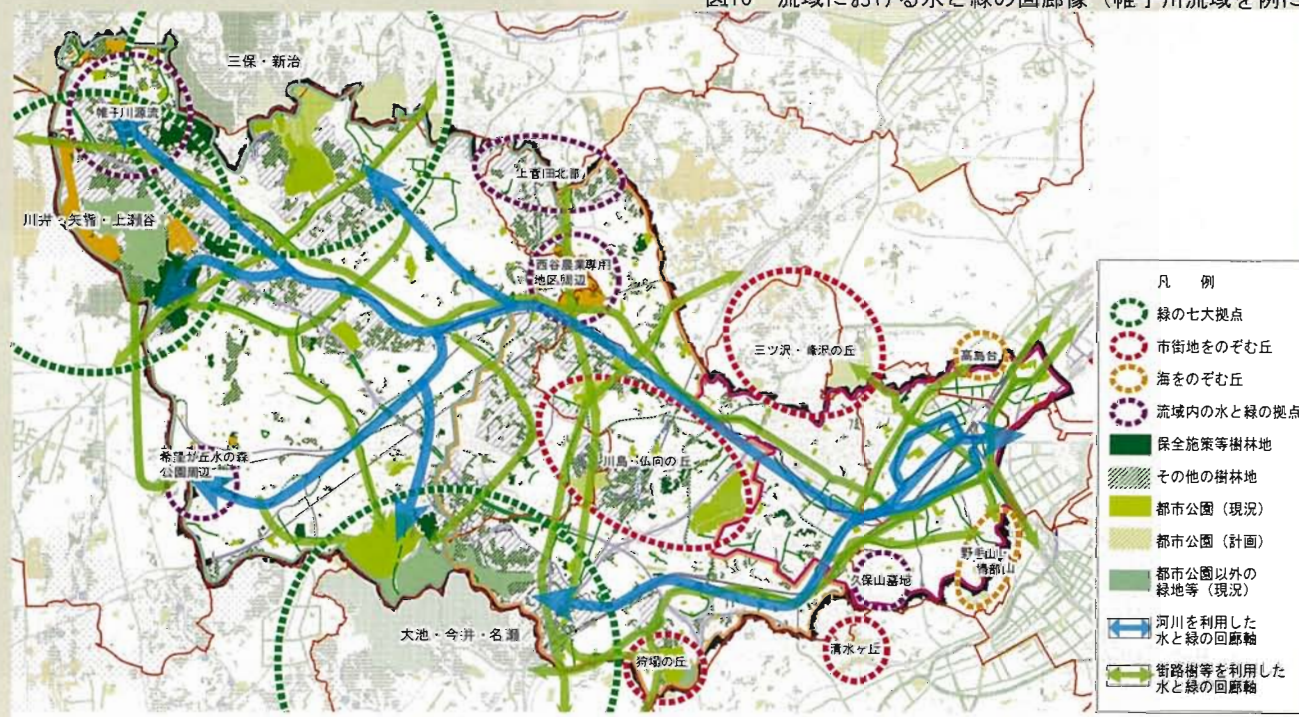 図10 流域における水と緑の回廊像（帷子川流域を例に
三保・新治
帷子川源流
上菅田北部
川井・矢指・上瀬谷
西谷農業専用
地区周辺
三ツ沢・峰沢の丘
高島台
希望が丘水の森
公園周辺
川島・仏向の丘
野毛山・
掃部山
久保山墓地
大池・今井・名瀬
清水ヶ丘
狩場の丘
凡 例
緑の七大拠点
市街地をのぞむ丘
海をのぞむ丘
流域内の水と緑の拠点
保全施策等樹林地
その他の樹林地
都市公園（現況）
都市公園（計画）
都市公園以外の
緑地等（現況）
河川を利用した
水と緑の回廊軸
街路樹等を利用した
水と緑の回廊軸